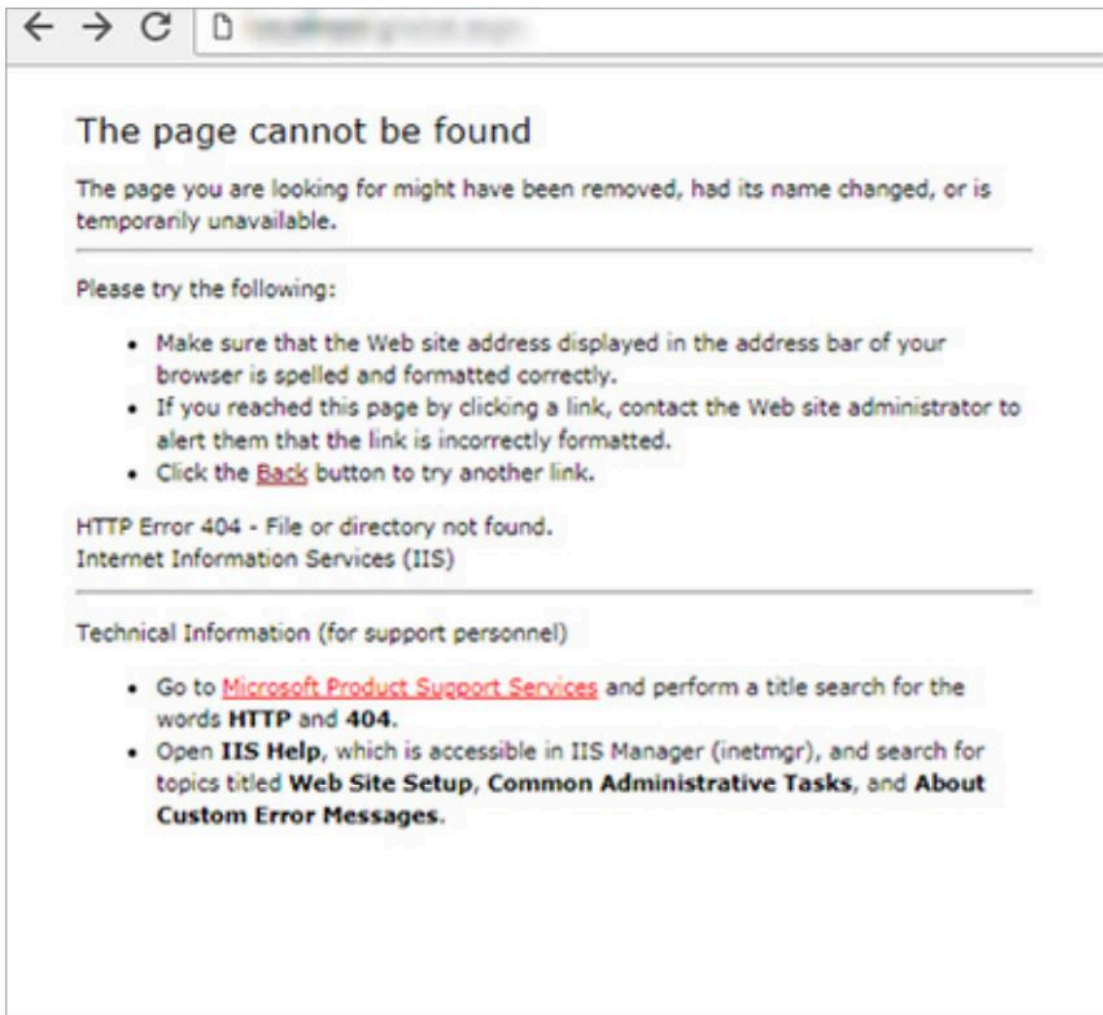 The page cannot be found
The page you are looking for might have been removed, had its name changed, or is
temporarily unavailable.
Please try the following:
• Make sure that the Web site address displayed in the address bar of your
browser is spelled and formatted correctly.
• If you reached this page by clicking a link, contact the Web site administrator to
alert them that the link is incorrectly formatted.
• Click the Back button to try another link.
HTTP Error 404 - File or directory not found.
Internet Information Services (IIS)
Technical Information (for support personnel)
• Go to Microsoft Product Support Services and perform a title search for the
words HTTP and 404.
• Open IIS Help, which is accessible in IIS Manager (inetmgr), and search for
topics titled Web Site Setup, Common Administrative Tasks, and About
Custom Error Messages.